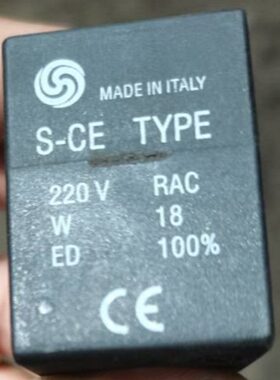 MADE IN ITALY
S-CE TYPE
220 V RAC
W 18
ED 100%
CE